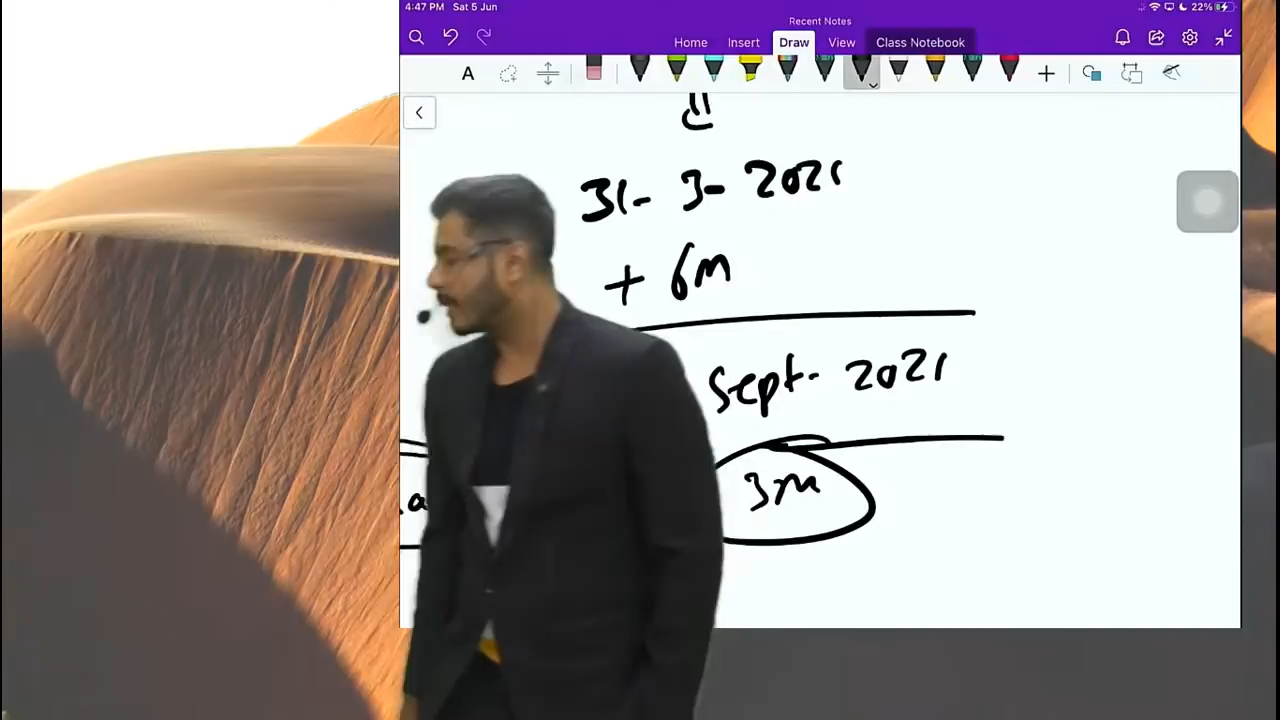 4:47 PM Sat 5 Jun
22%
Recent Notes
Home Insert Draw View Class Notebook
A
31-3-2021
+ 6m
Sept-2021
3m